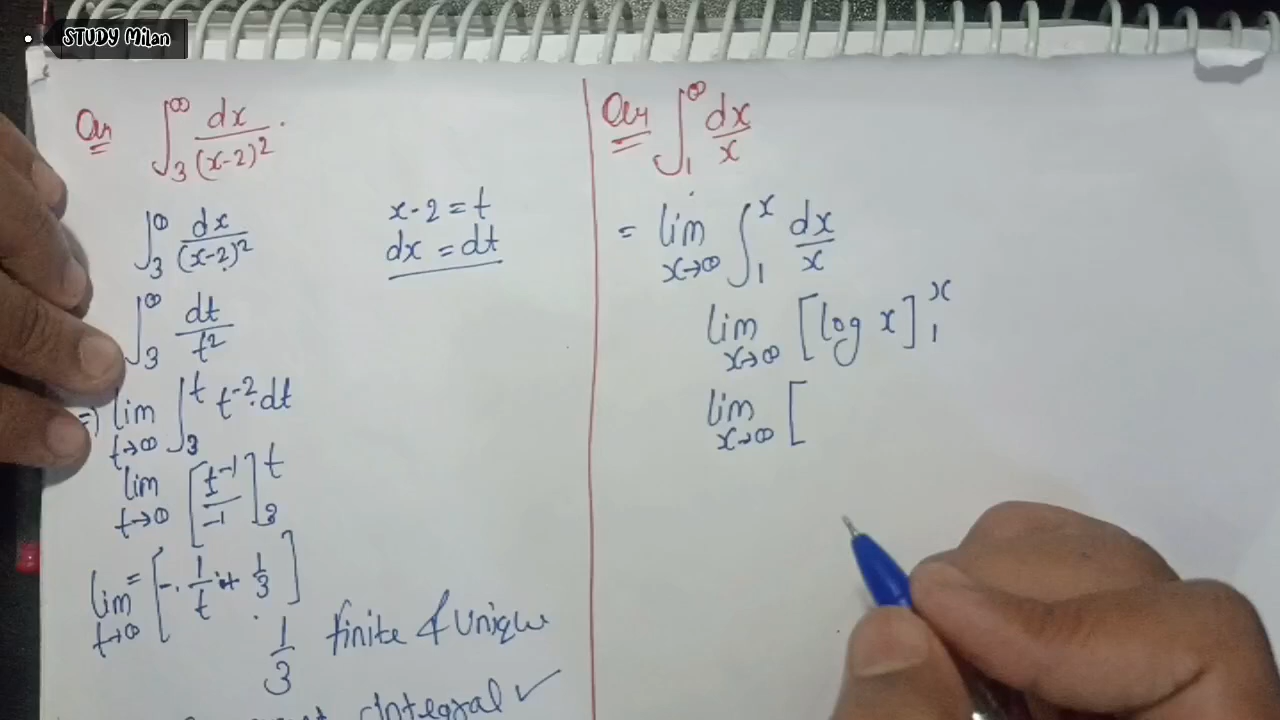 STUDY Milan
Qn ∫₃^∞ dx/(x-2)²
∫₃^∞ dx/(x-2)²
x-2 = t
dx = dt
∫₃^∞ dt/t²
=) lim t→∞ ∫₃^t t⁻² dt
lim t→∞ [t⁻¹/-1]₃^t
lim t→∞ = [-1/t + 1/3]
1/3 finite & Unique
Integral ✓
Qn ∫₁^∞ dx/x
= lim x→∞ ∫₁^x dx/x
lim x→∞ [log x]₁^x
lim x→∞ [